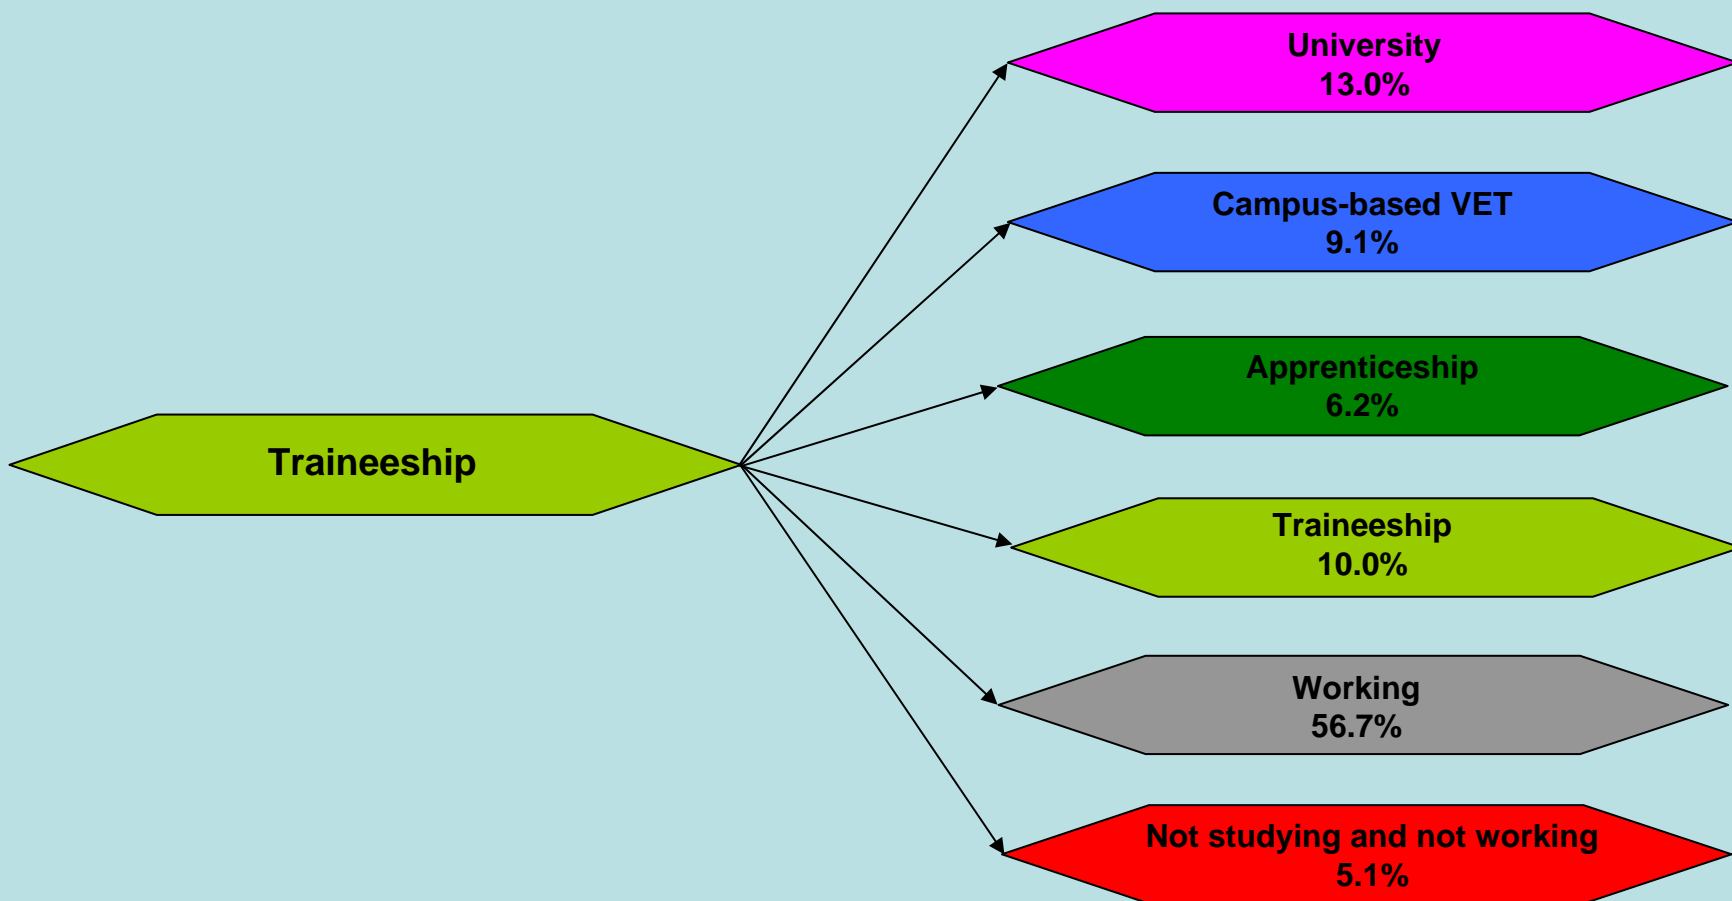 University
13.0%
Campus-based VET
9.1%
Apprenticeship
6.2%
Traineeship
Traineeship
10.0%
Working
56.7%
Not studying and not working
5.1%